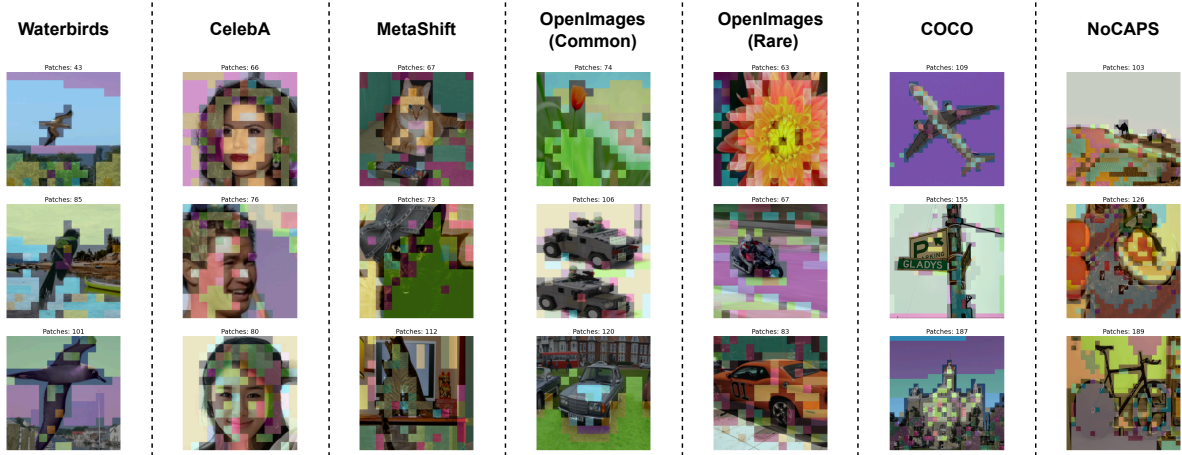 Waterbirds
CelebA
MetaShift
OpenImages
(Common)
OpenImages
(Rare)
COCO
NoCAPS
Patches: 43
Patches: 66
Patches: 67
Patches: 74
Patches: 63
Patches: 109
Patches: 103
Patches: 85
Patches: 76
Patches: 73
Patches: 106
Patches: 67
Patches: 155
Patches: 126
P
GLADYS
Patches: 101
Patches: 80
Patches: 112
Patches: 120
Patches: 83
Patches: 187
Patches: 189
01